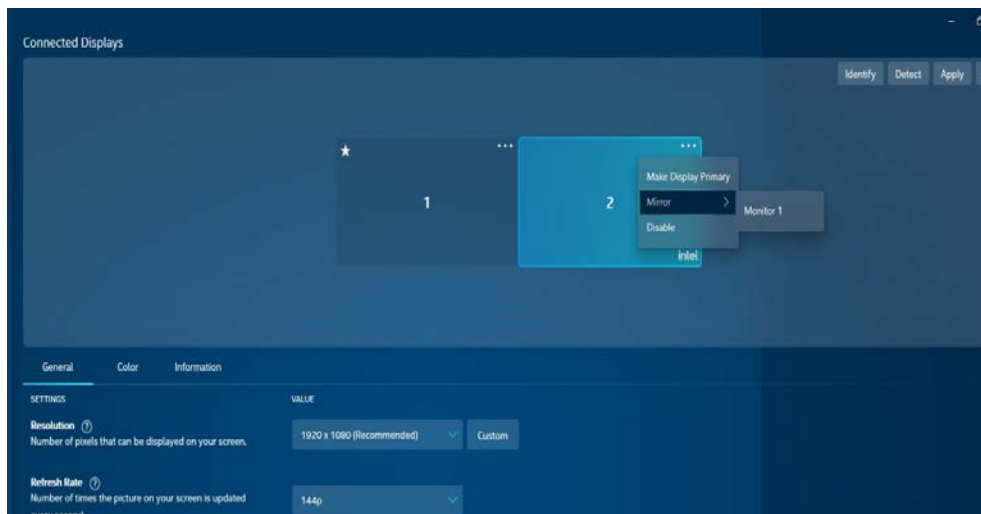 Connected Displays
Identify Detect Apply
1
2
Make Display Primary
Mirror
Monitor 1
Disable
intel
General Color Information
SETTINGS VALUE
Resolution ?
Number of pixels that can be displayed on your screen.
1920 x 1080 (Recommended) Custom
Refresh Rate ?
Number of times the picture on your screen is updated
144p